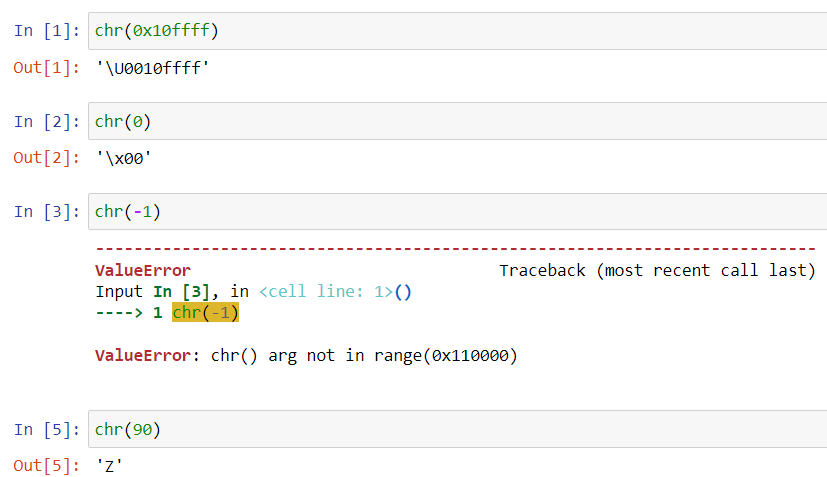 In [1]: chr(0x10ffff)
Out[1]: '\U0010ffff'
In [2]: chr(0)
Out[2]: '\x00'
In [3]: chr(-1)
---------------------------------------------------------------------------
ValueError                                Traceback (most recent call last)
Input In [3], in <cell line: 1>()
----> 1 chr(-1)
ValueError: chr() arg not in range(0x110000)
In [5]: chr(90)
Out[5]: 'Z'